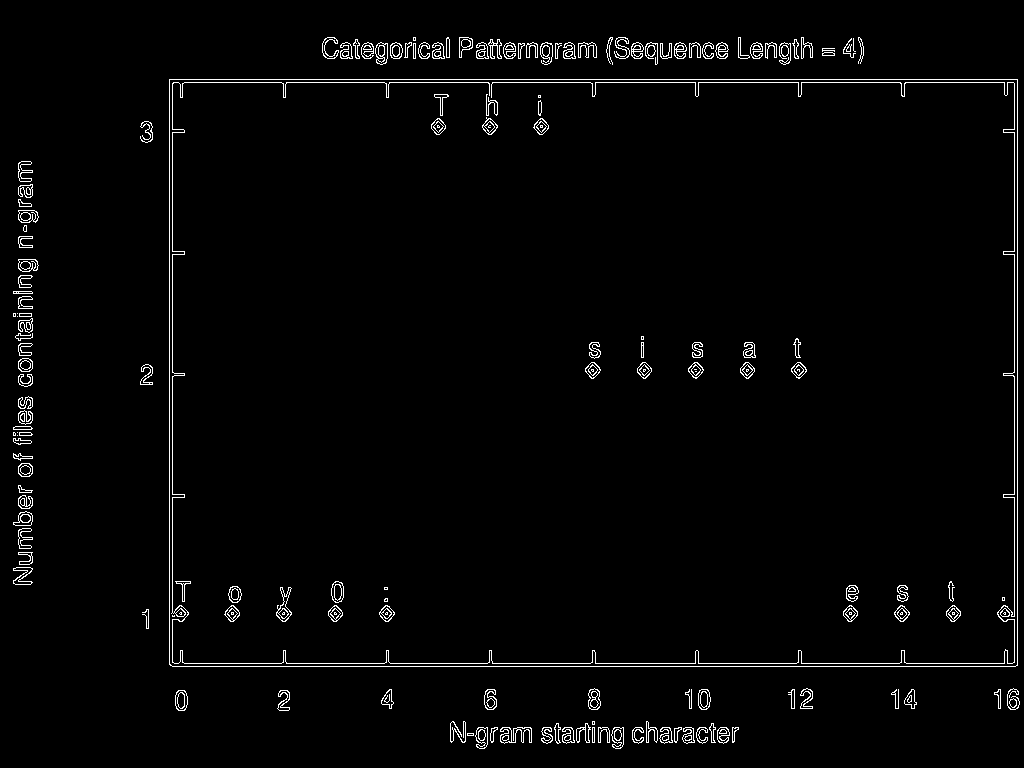 Categorical Patterngram (Sequence Length = 4)
Number of files containing n-gram
3
T h i
2
s i s a t
1
T o y 0 : e s t .
0 2 4 6 8 10 12 14 16
N-gram starting character